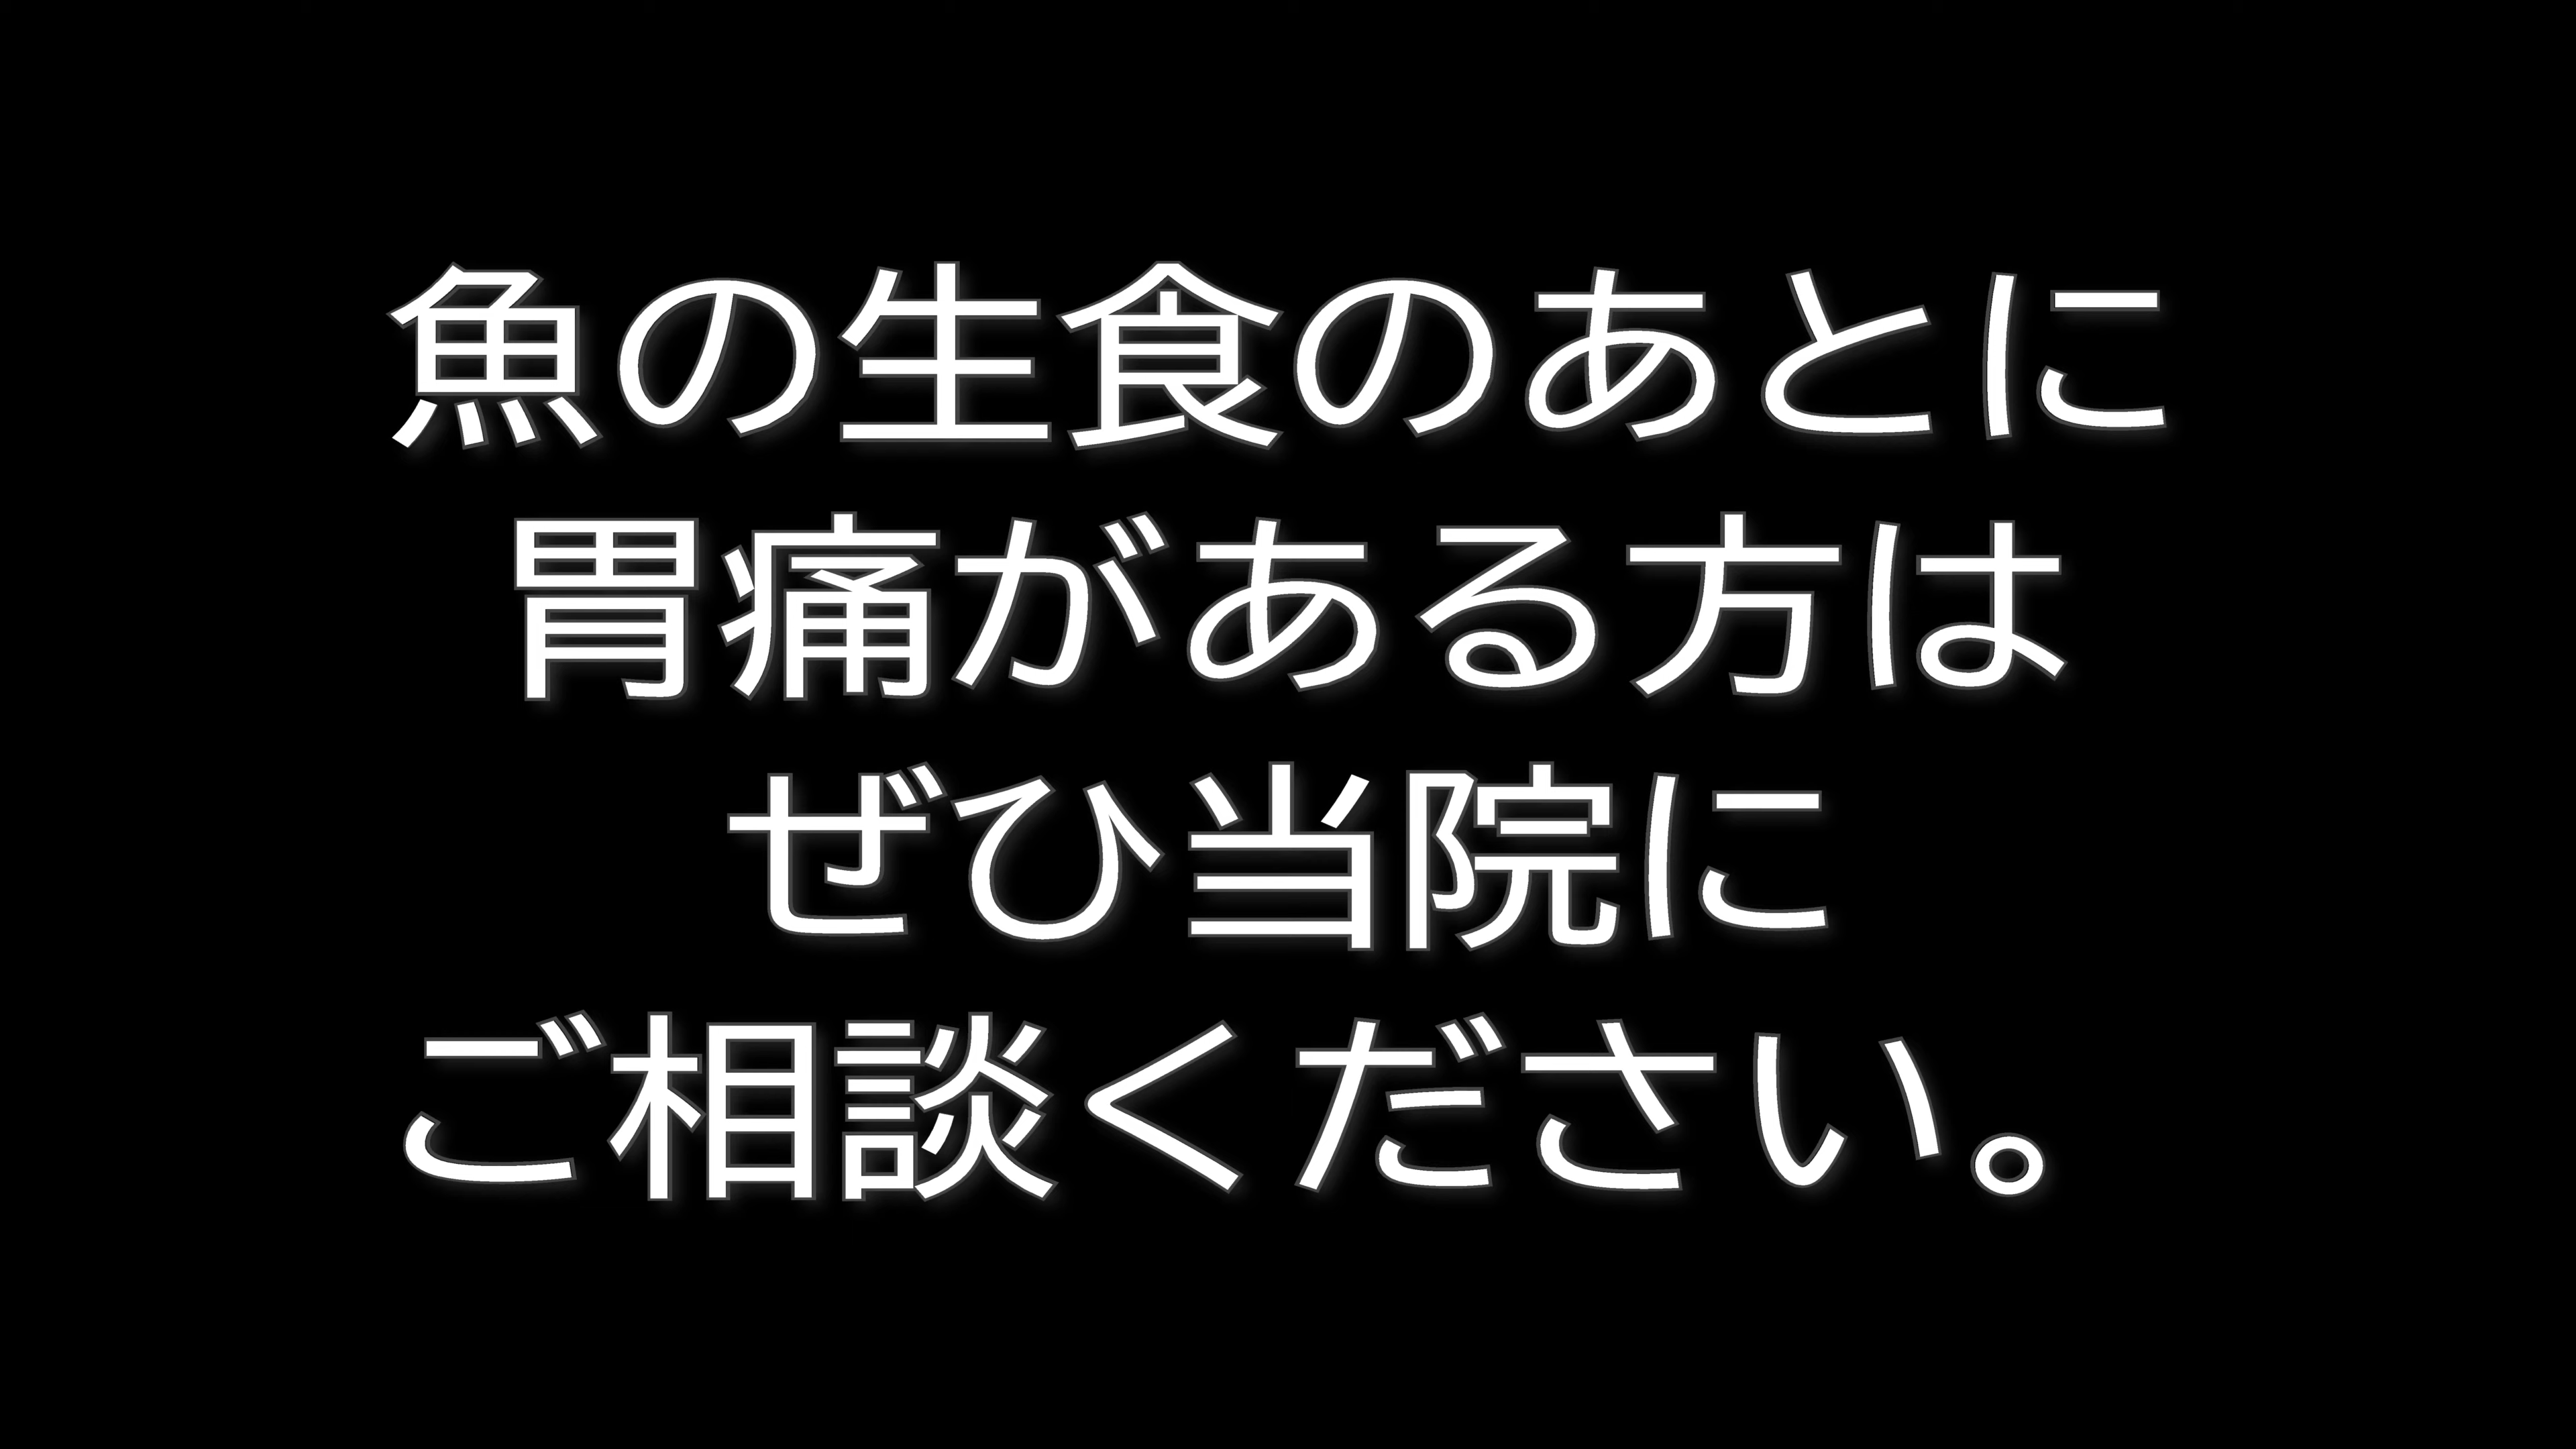 魚の生食のあとに
胃痛がある方は
ぜひ当院に
ご相談ください。